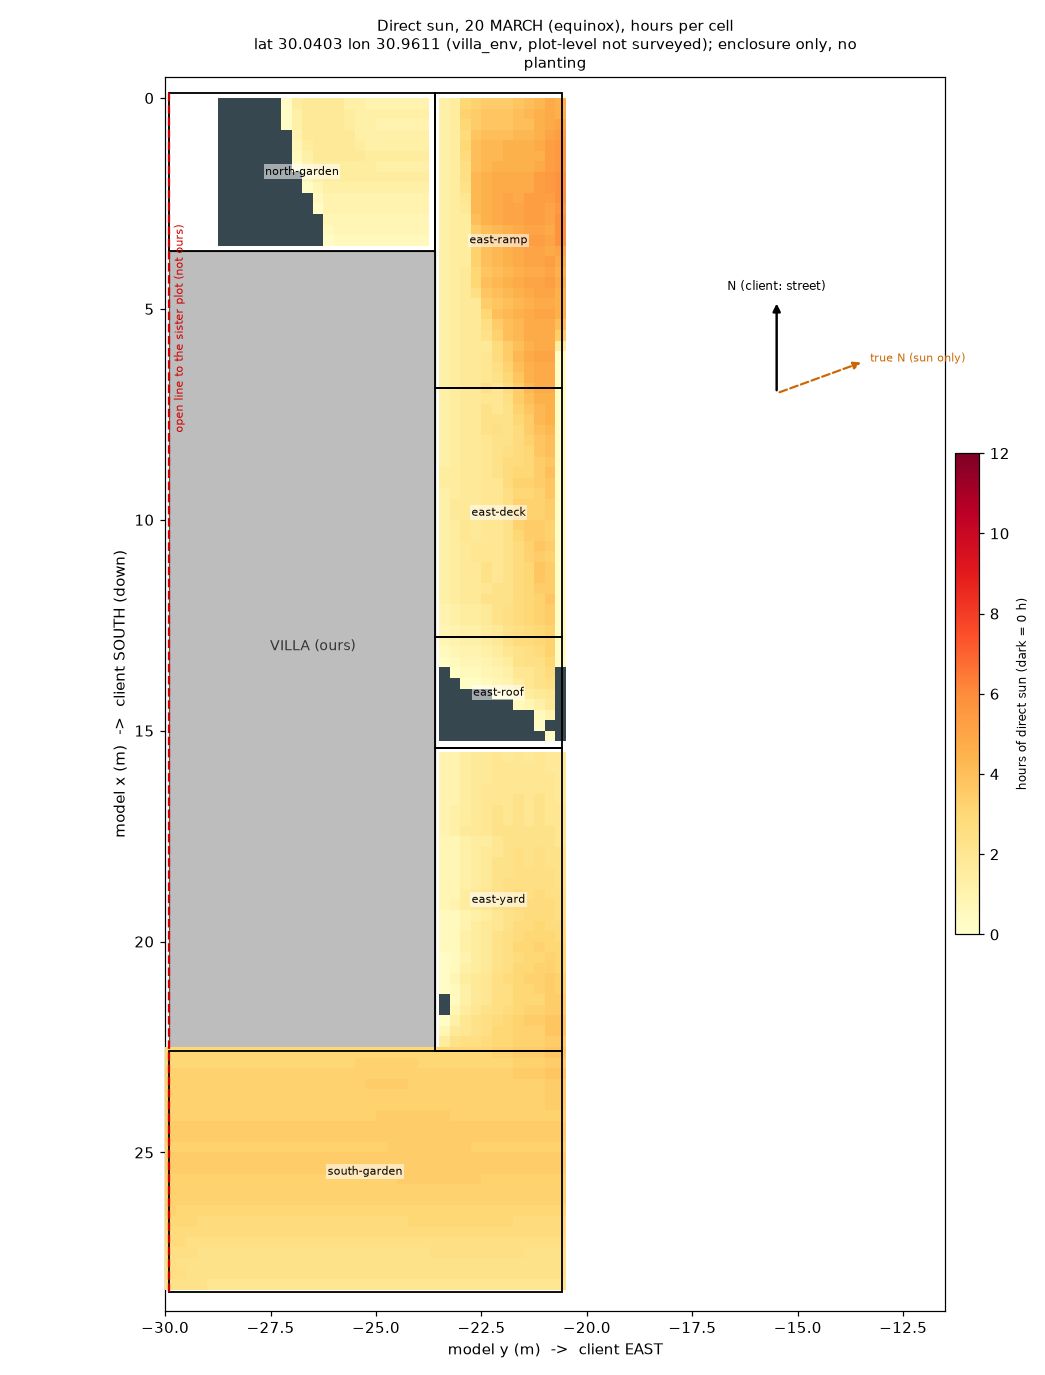 Direct sun, 20 MARCH (equinox), hours per cell
lat 30.0403 lon 30.9611 (villa_env, plot-level not surveyed); enclosure only, no
planting
0
5
10
15
20
25
model x (m)  ->  client SOUTH (down)
open line to the sister plot (not ours)
north-garden
east-ramp
east-deck
VILLA (ours)
east-roof
east-yard
south-garden
N (client: street)
true N (sun only)
12
10
8
6
4
2
0
hours of direct sun (dark = 0 h)
−30.0
−27.5
−25.0
−22.5
−20.0
−17.5
−15.0
−12.5
model y (m)  ->  client EAST